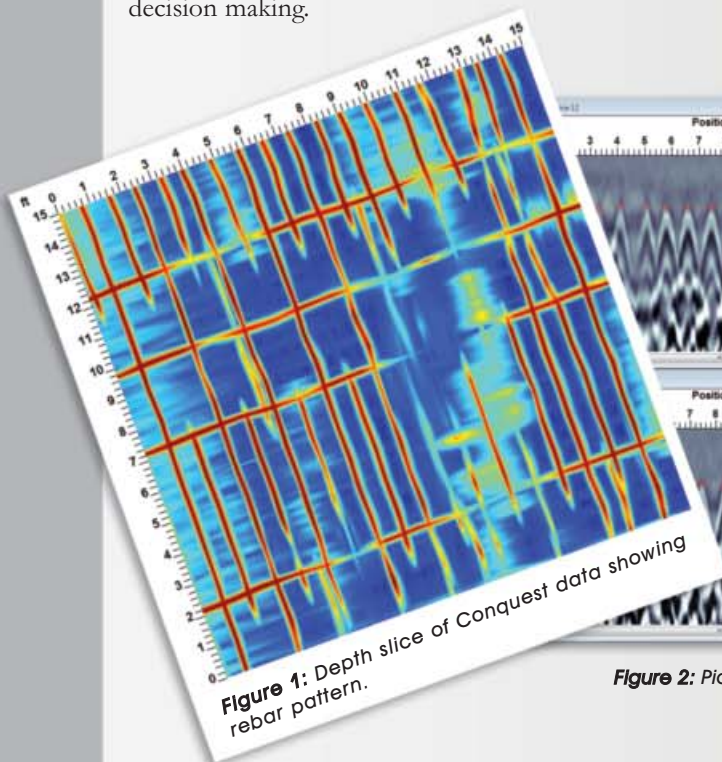 decision making.
0 1 2 3 4 5 6 7 8 9 10 11 12 13 14 15
ft
15
14
13
12
11
10
9
8
7
6
5
4
3
2
1
0
Figure 1: Depth slice of Conquest data showing
rebar pattern.
3 4 5 6 7
7 8
Figure 2: